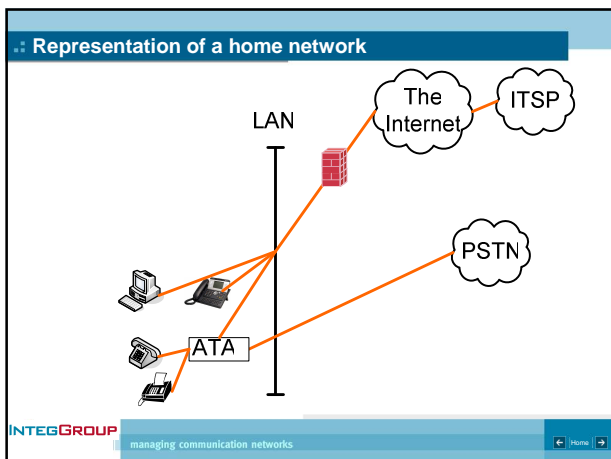 .: Representation of a home network
The
Internet
ITSP
LAN
PSTN
ATA
INTEGGROUP
managing communication networks
Home